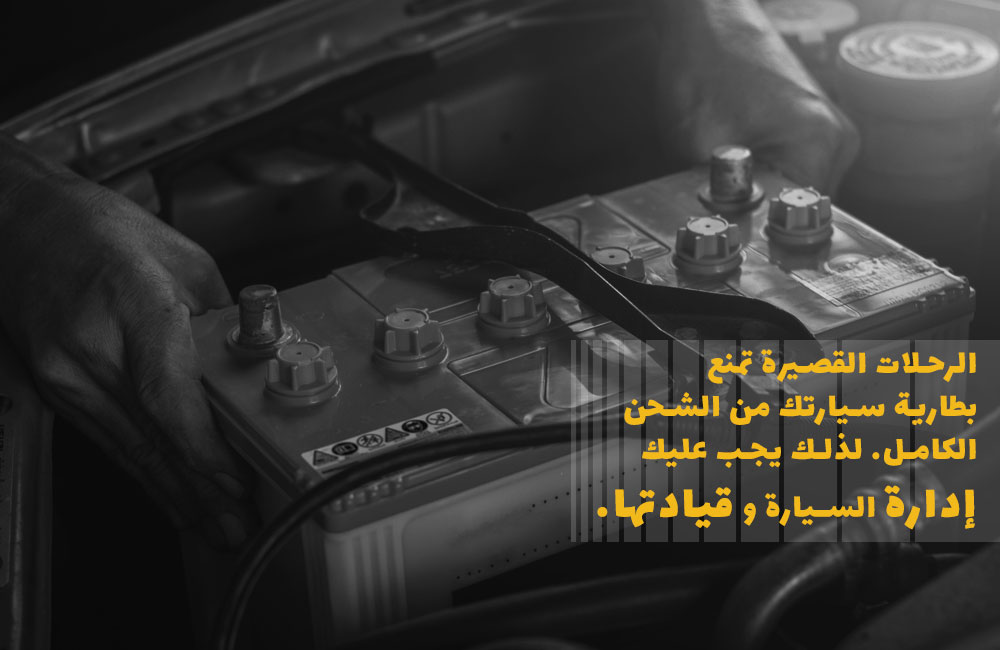 الرحلات القصيرة تمنع
بطارية سيارتك من الشحن
الكامل. لذلك يجب عليك
إدارة السيارة و قيادتها.